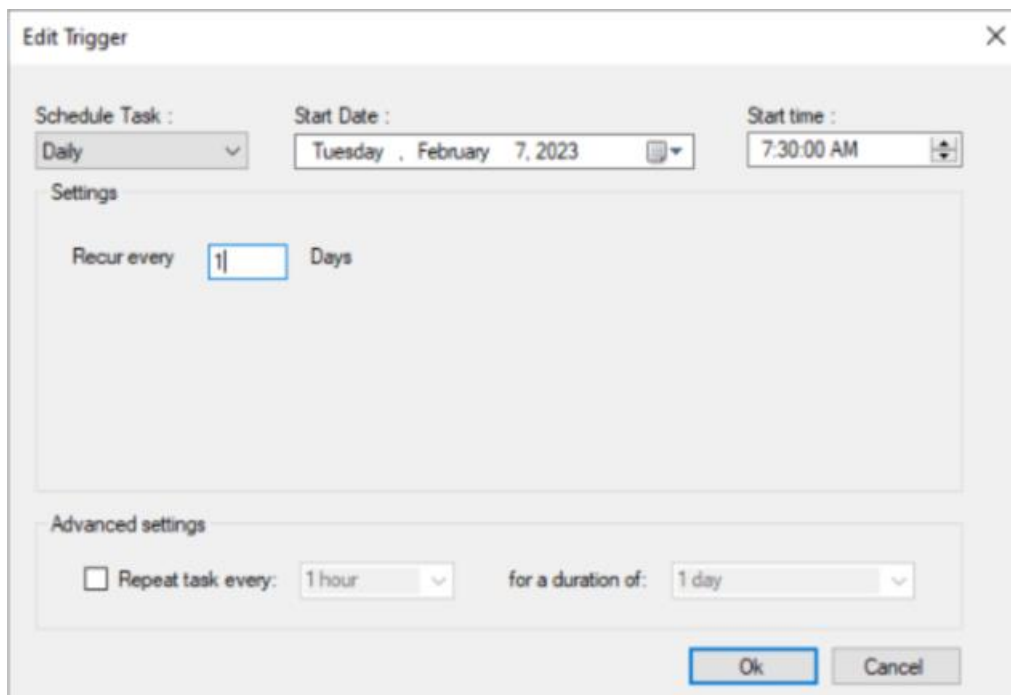 Edit Trigger
Schedule Task : Start Date : Start time :
Daily Tuesday , February 7, 2023 7:30:00 AM
Settings
Recur every 1 Days
Advanced settings
Repeat task every: 1 hour for a duration of: 1 day
Ok Cancel